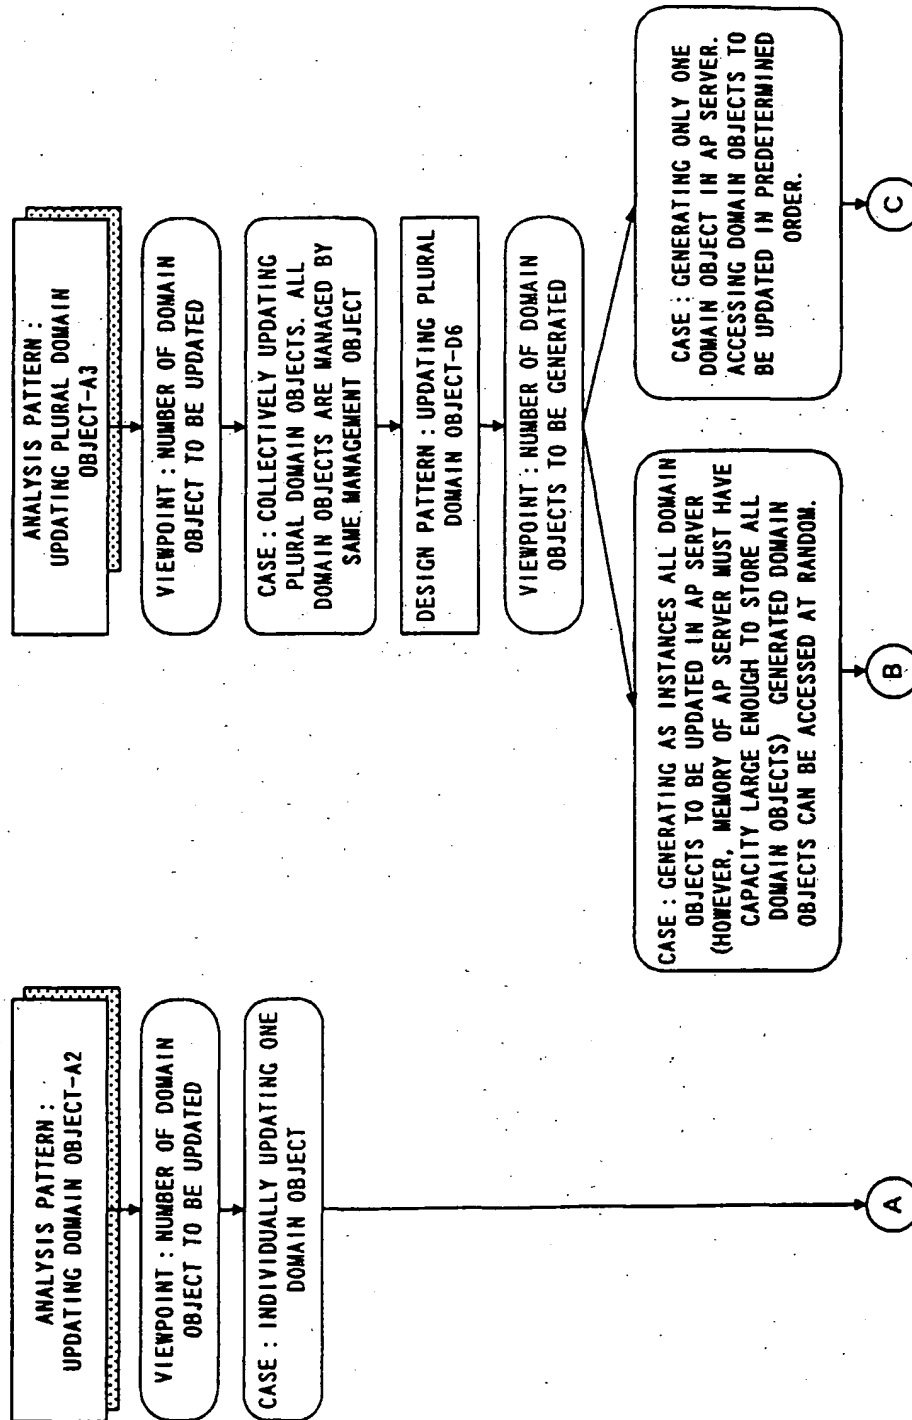 ANALYSIS PATTERN :
UPDATING DOMAIN OBJECT-A2
VIEWPOINT : NUMBER OF DOMAIN
OBJECT TO BE UPDATED
CASE : INDIVIDUALLY UPDATING ONE
DOMAIN OBJECT
A
ANALYSIS PATTERN :
UPDATING PLURAL DOMAIN
OBJECT-A3
VIEWPOINT : NUMBER OF DOMAIN
OBJECT TO BE UPDATED
CASE : COLLECTIVELY UPDATING
PLURAL DOMAIN OBJECTS. ALL
DOMAIN OBJECTS ARE MANAGED BY
SAME MANAGEMENT OBJECT
DESIGN PATTERN : UPDATING PLURAL
DOMAIN OBJECT-D6
VIEWPOINT : NUMBER OF DOMAIN
OBJECTS TO BE GENERATED
CASE : GENERATING AS INSTANCES ALL DOMAIN
OBJECTS TO BE UPDATED IN AP SERVER
(HOWEVER, MEMORY OF AP SERVER MUST HAVE
CAPACITY LARGE ENOUGH TO STORE ALL
DOMAIN OBJECTS) GENERATED DOMAIN
OBJECTS CAN BE ACCESSED AT RANDOM.
B
CASE : GENERATING ONLY ONE
DOMAIN OBJECT IN AP SERVER.
ACCESSING DOMAIN OBJECTS TO
BE UPDATED IN PREDETERMINED
ORDER.
C